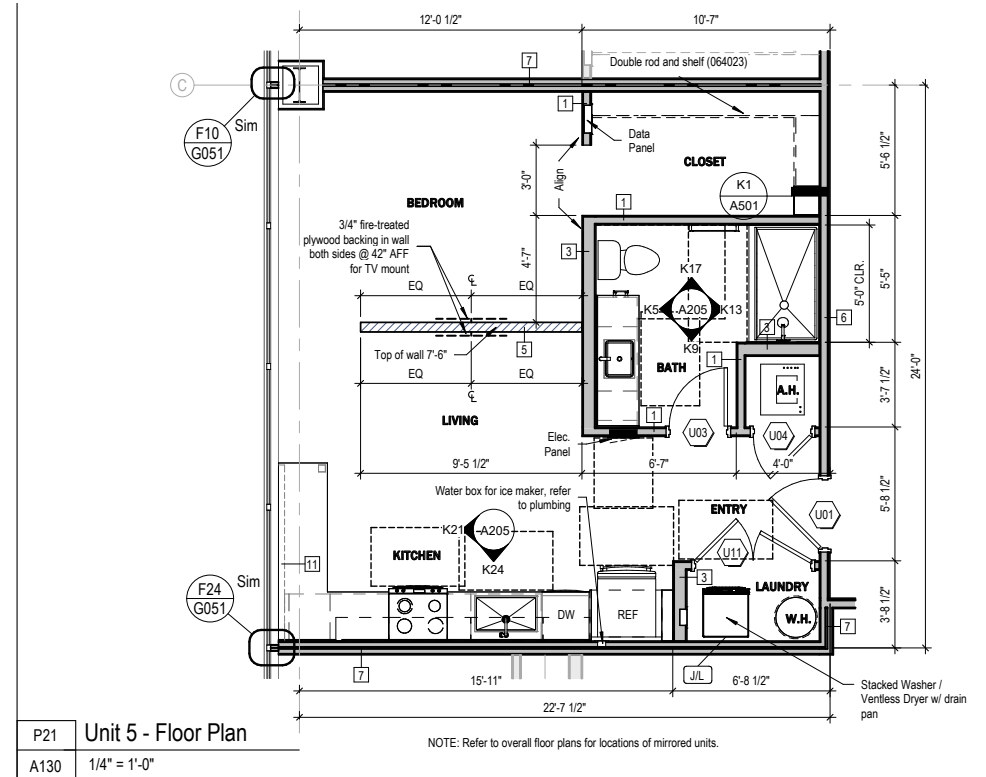 12'-0 1/2"
10'-7"
Double rod and shelf (064023)
7
C
1
Sim
F10
G051
Data
Panel
CLOSET
5'-6 1/2"
3'-0"
Align
K1
A501
BEDROOM
1
3/4" fire-treated
plywood backing in wall
both sides @ 42" AFF
for TV mount
4'-7"
3
K17
K5
A205
K13
K9
5'-0" CLR.
5'-5"
6
EQ
EQ
Top of wall 7'-6"
5
3
1
BATH
24'-0"
EQ
EQ
A.H.
3'-7 1/2"
LIVING
1
U03
U04
Elec.
Panel
9'-5 1/2"
6'-7"
4'-0"
Water box for ice maker, refer
to plumbing
5'-8 1/2"
ENTRY
U01
K21
A205
K24
KITCHEN
U11
11
3
LAUNDRY
Sim
F24
G051
DW
REF
W.H.
3'-8 1/2"
7
7
J/L
15'-11"
6'-8 1/2"
Stacked Washer /
Ventless Dryer w/ drain
pan
22'-7 1/2"
P21
Unit 5 - Floor Plan
NOTE: Refer to overall floor plans for locations of mirrored units.
A130
1/4" = 1'-0"